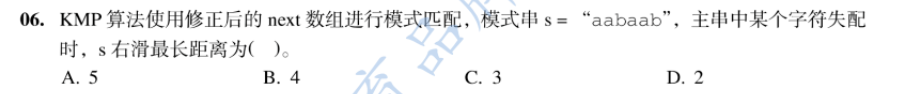 06. KMP 算法使用修正后的 next 数组进行模式匹配，模式串 s = “aabaab”，主串中某个字符失配
时，s 右滑最长距离为(    )。
A. 5    B. 4    C. 3    D. 2